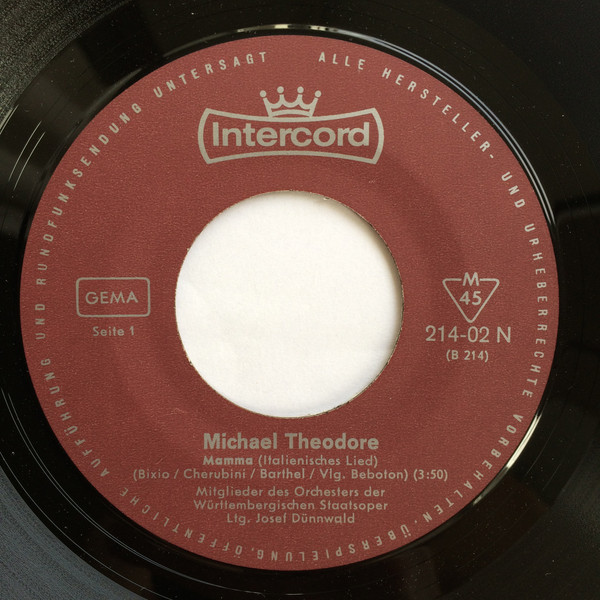 ALLE HERSTELLER- UND URHEBERRECHTE VORBEHALTEN. ÜBERSPIELUNG, ÖFFENTLICHE AUFFÜHRUNG UND RUNDFUNKSENDUNG UNTERSAGT
Intercord
GEMA
Seite 1
M
45
214-02 N
(B 214)
Michael Theodore
Mamma (Italienisches Lied)
(Bixio / Cherubini / Barthel / Vlg. Beboton) (3:50)
Mitglieder des Orchesters der
Württembergischen Staatsoper
Ltg. Josef Dünnwald